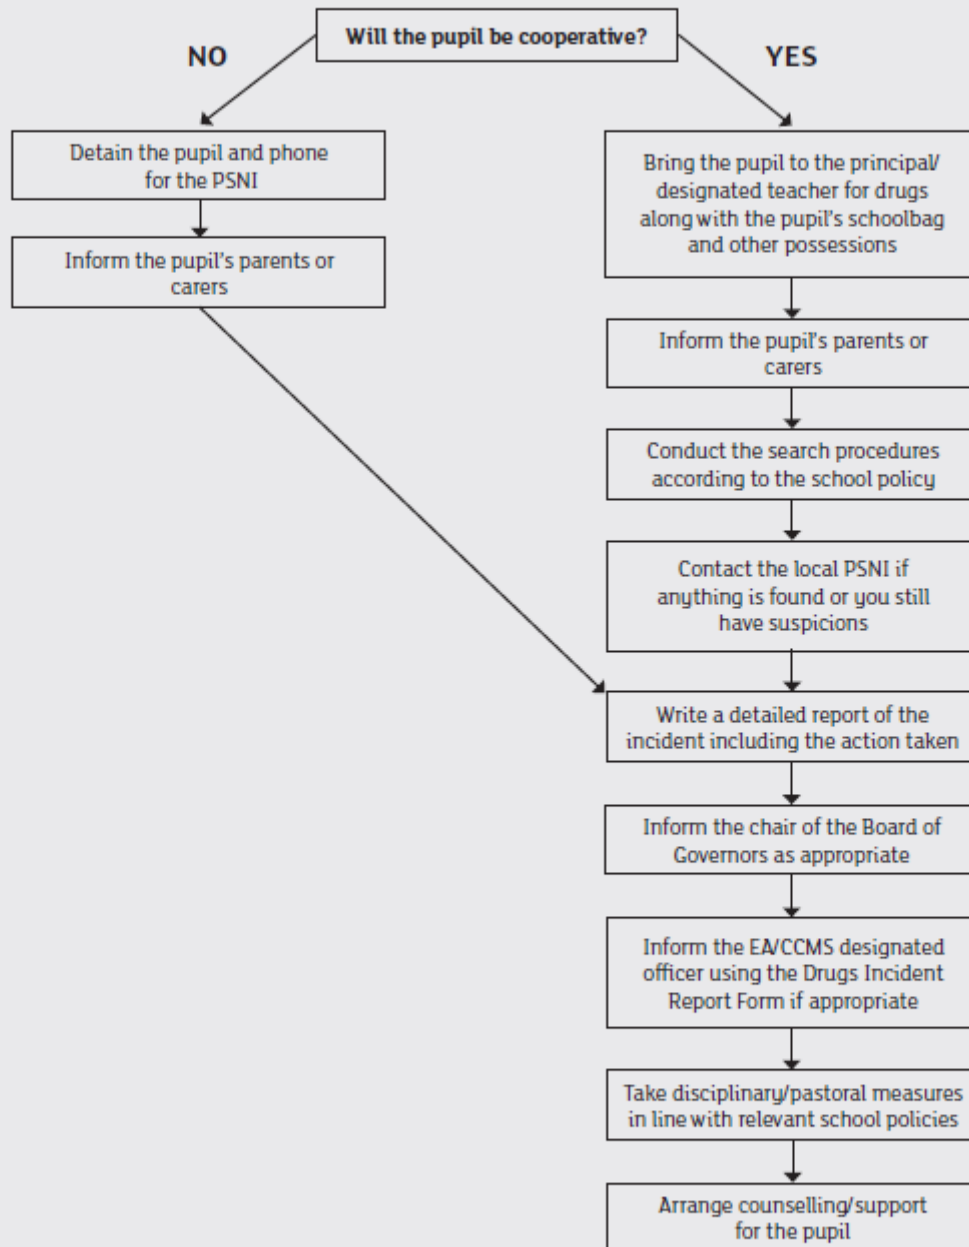 Will the pupil be cooperative?
NO
YES
Detain the pupil and phone
for the PSNI
Inform the pupil's parents or
carers
Bring the pupil to the principal/
designated teacher for drugs
along with the pupil's schoolbag
and other possessions
Inform the pupil's parents or
carers
Conduct the search procedures
according to the school policy
Contact the local PSNI if
anything is found or you still
have suspicions
Write a detailed report of the
incident including the action taken
Inform the chair of the Board of
Governors as appropriate
Inform the EA/CCMS designated
officer using the Drugs Incident
Report Form if appropriate
Take disciplinary/pastoral measures
in line with relevant school policies
Arrange counselling/support
for the pupil